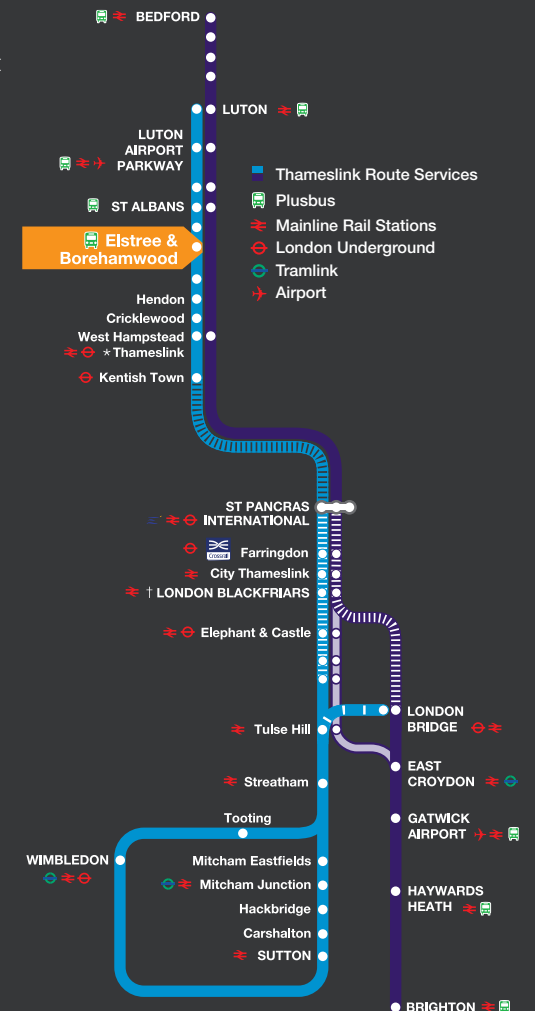 BEDFORD
LUTON
LUTON
AIRPORT
PARKWAY
Thameslink Route Services
Plusbus
Mainline Rail Stations
London Underground
Tramlink
Airport
ST ALBANS
Elstree &
Borehamwood
Hendon
Cricklewood
West Hampstead
*Thameslink
Kentish Town
ST PANCRAS
INTERNATIONAL
Crossrail
Farringdon
City Thameslink
† LONDON BLACKFRIARS
Elephant & Castle
LONDON
BRIDGE
Tulse Hill
EAST
CROYDON
Streatham
Tooting
GATWICK
AIRPORT
WIMBLEDON
Mitcham Eastfields
Mitcham Junction
HAYWARDS
HEATH
Hackbridge
Carshalton
SUTTON
BRIGHTON